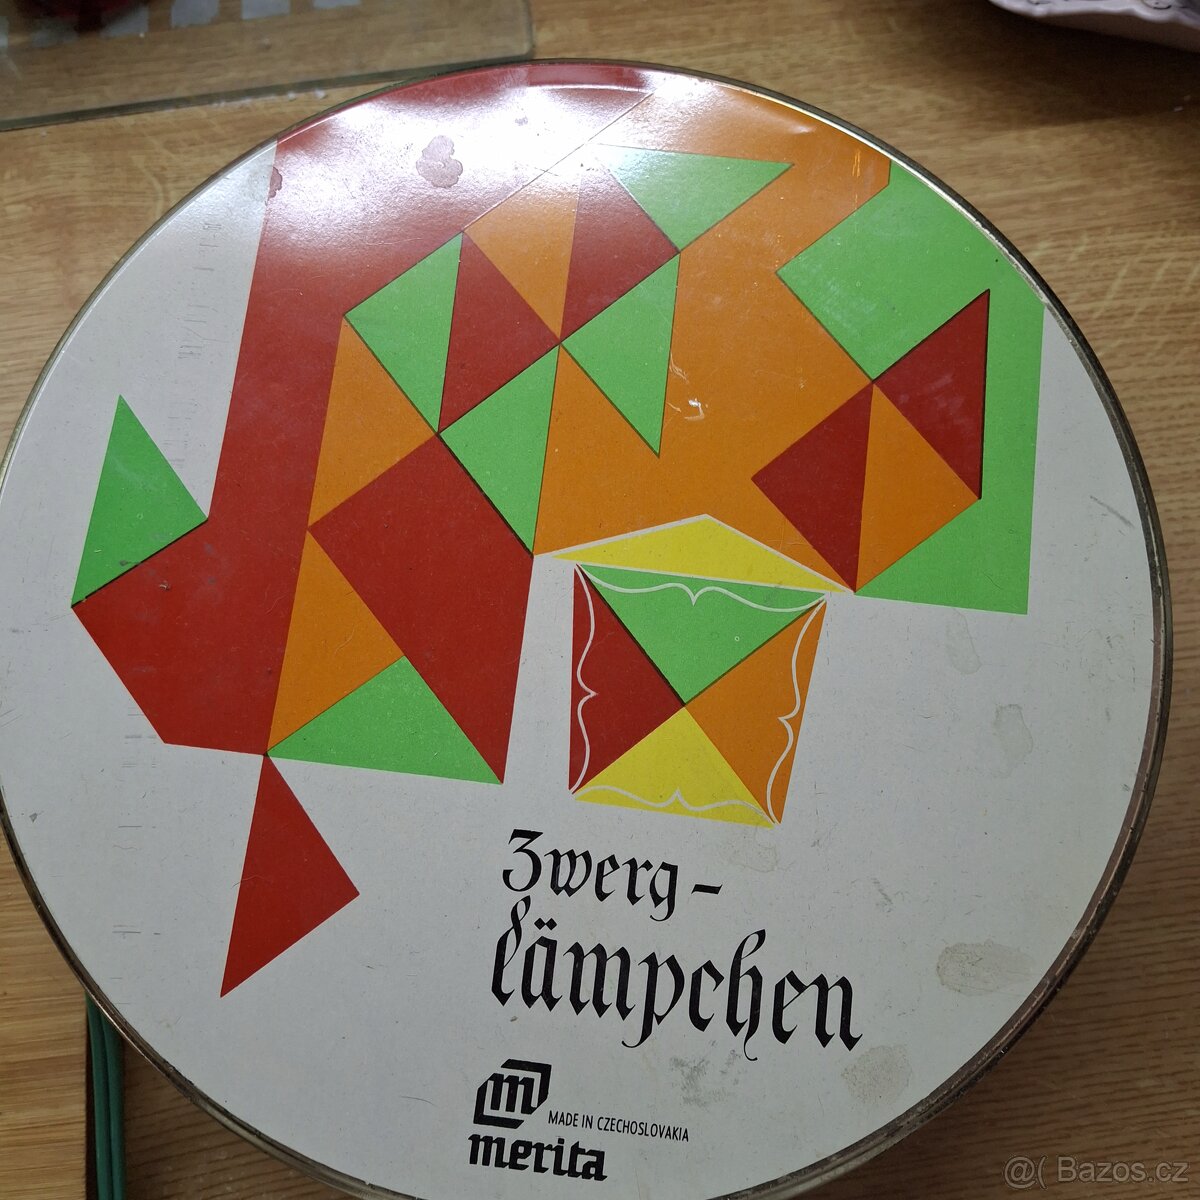 Zwerg-
lämpchen
m
MADE IN CZECHOSLOVAKIA
merita
@( Bazos.cz